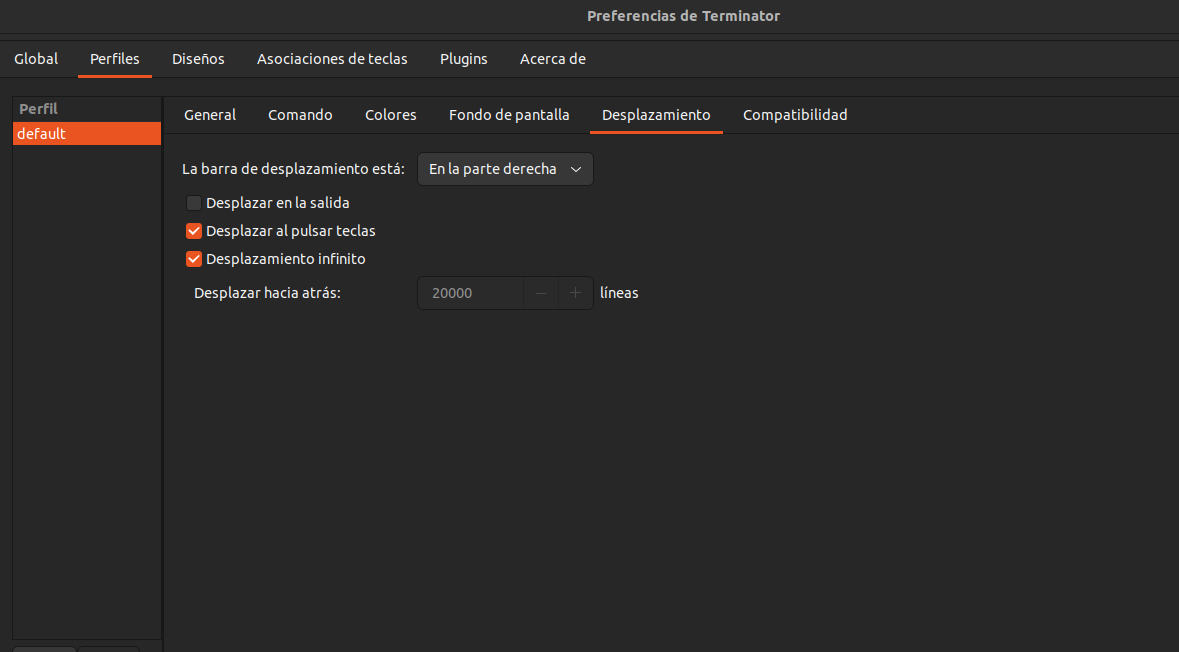 Preferencias de Terminator
Global Perfiles Diseños Asociaciones de teclas Plugins Acerca de
Perfil
default
General Comando Colores Fondo de pantalla Desplazamiento Compatibilidad
La barra de desplazamiento está: En la parte derecha
Desplazar en la salida
Desplazar al pulsar teclas
Desplazamiento infinito
Desplazar hacia atrás: 20000 líneas